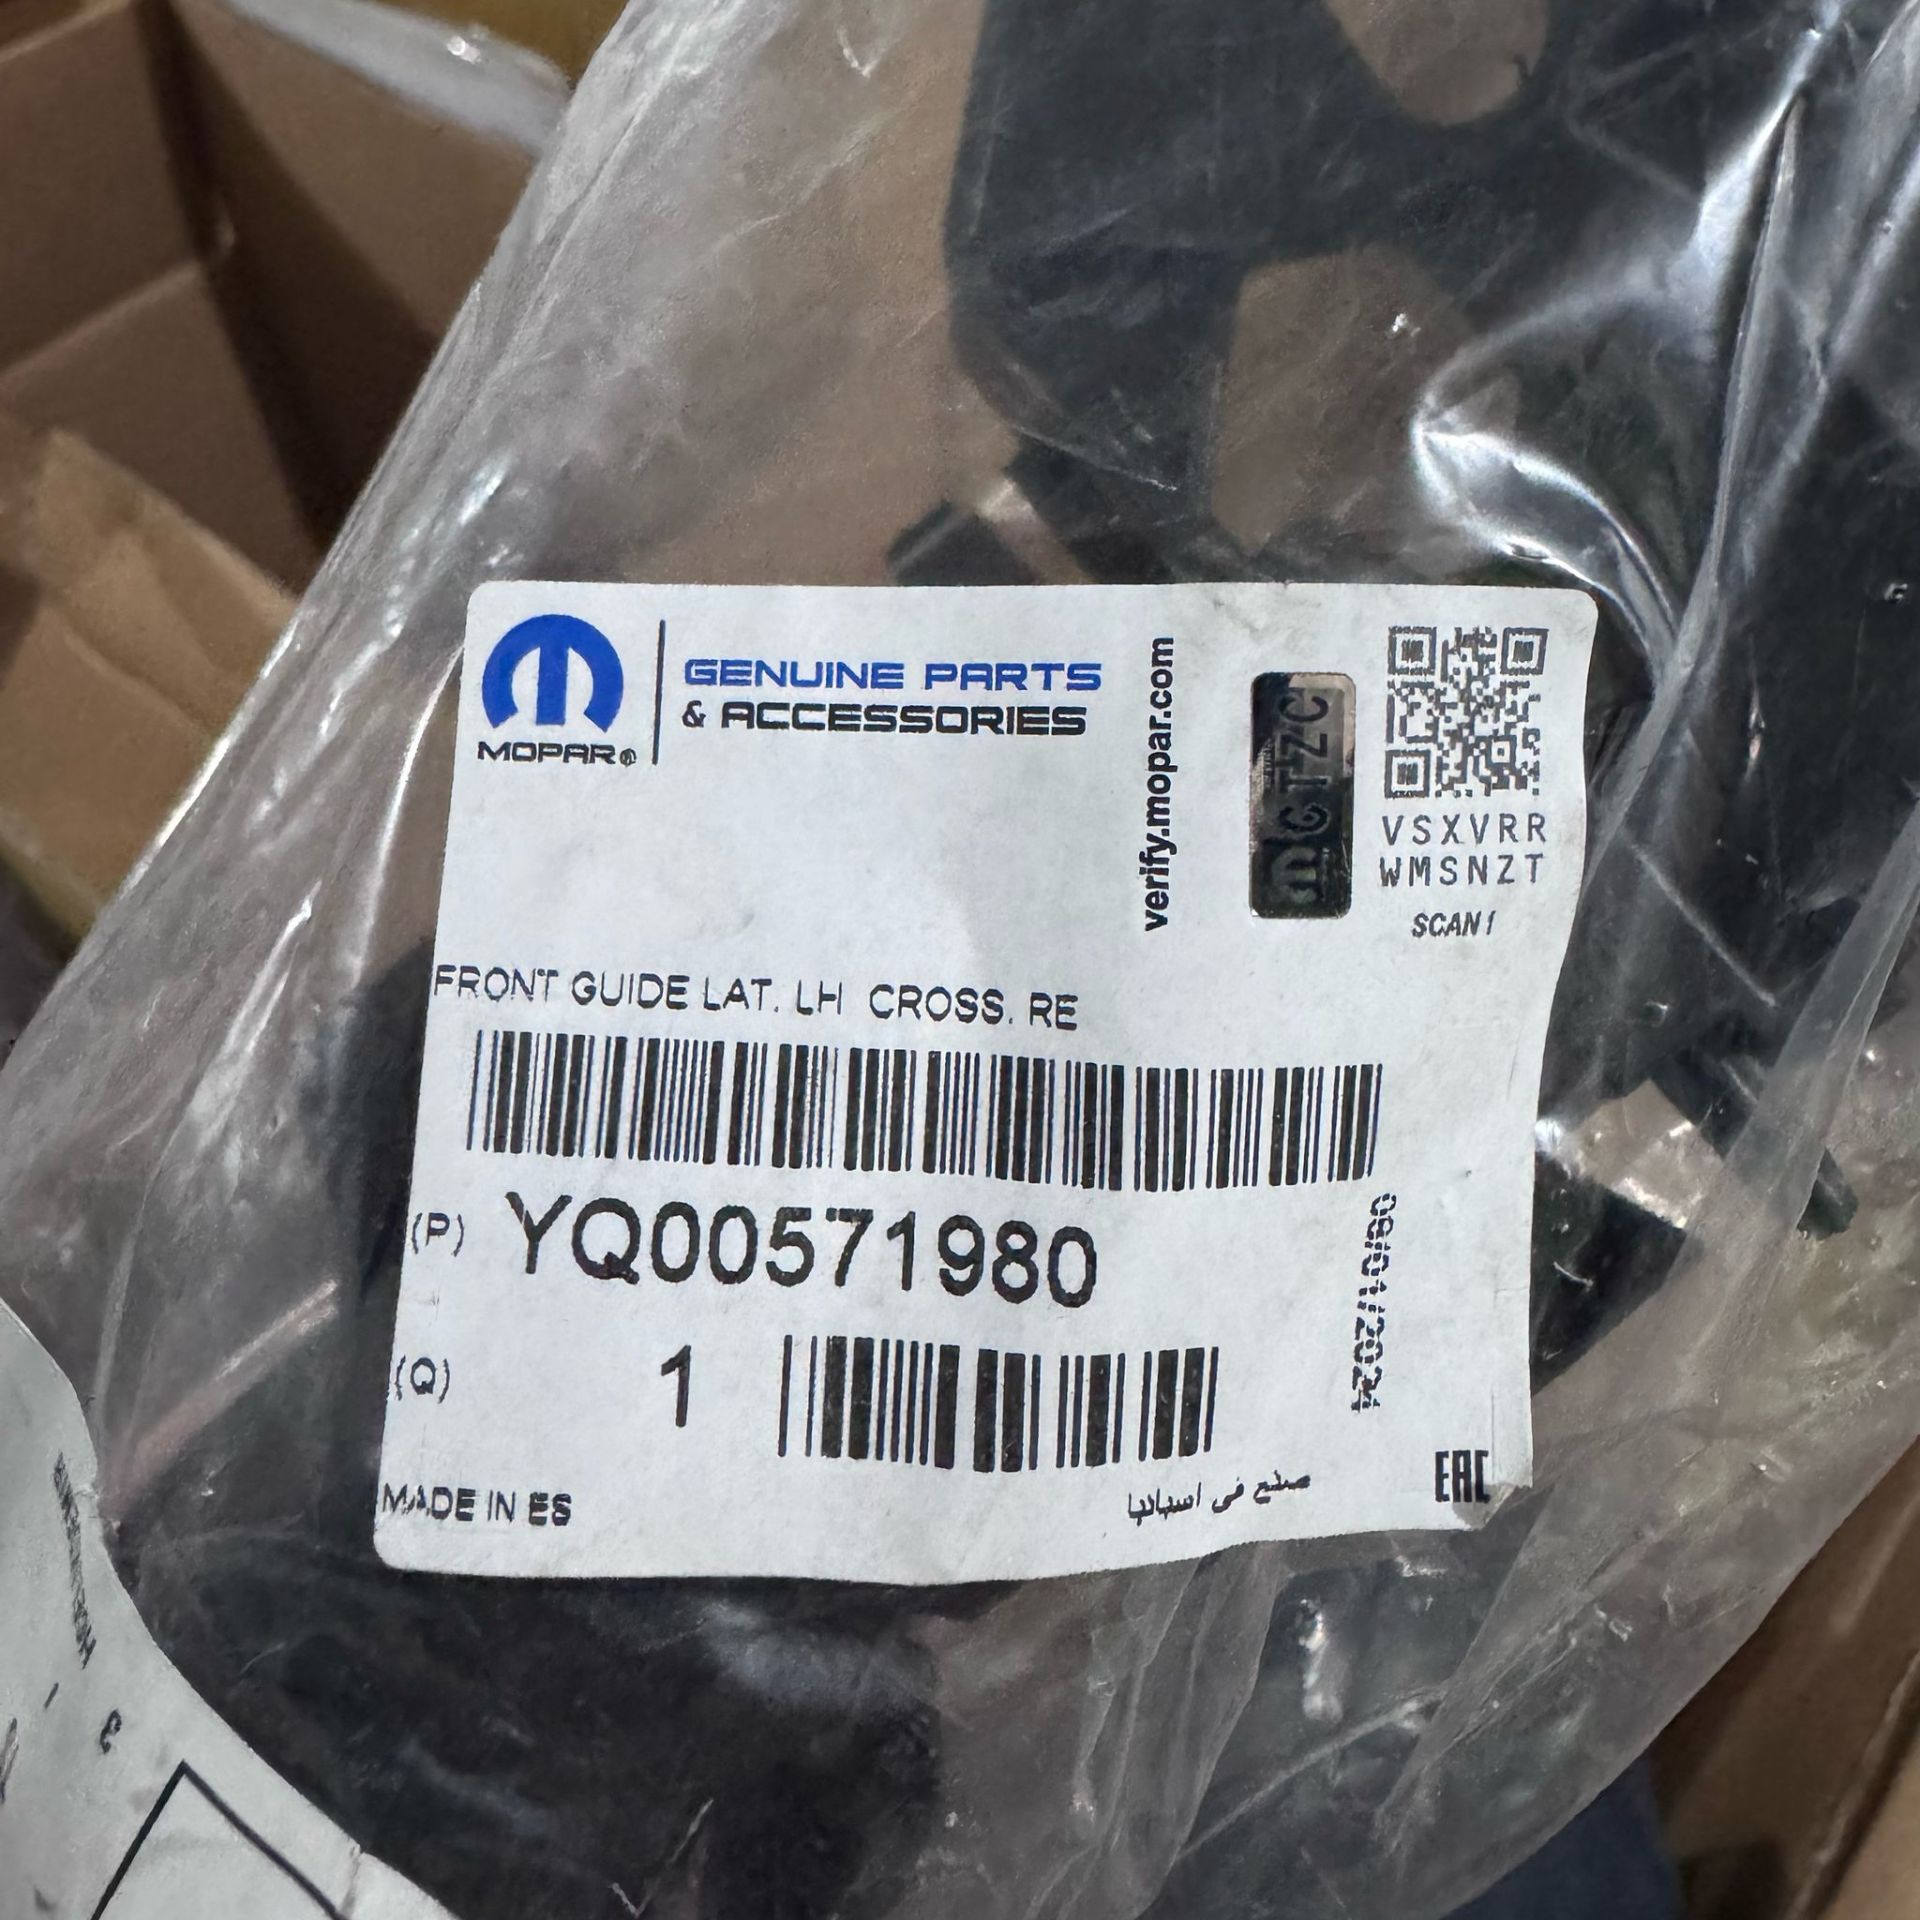 GENUINE PARTS
& ACCESSORIES
MOPAR®
verify.mopar.com
CTZC
VSXVRR
WMSNZT
SCAN
FRONT GUIDE LAT. LH CROSS. RE
(P) YQ00571980
(Q) 1
MADE IN ES
صنع في اسبانيا
EAC